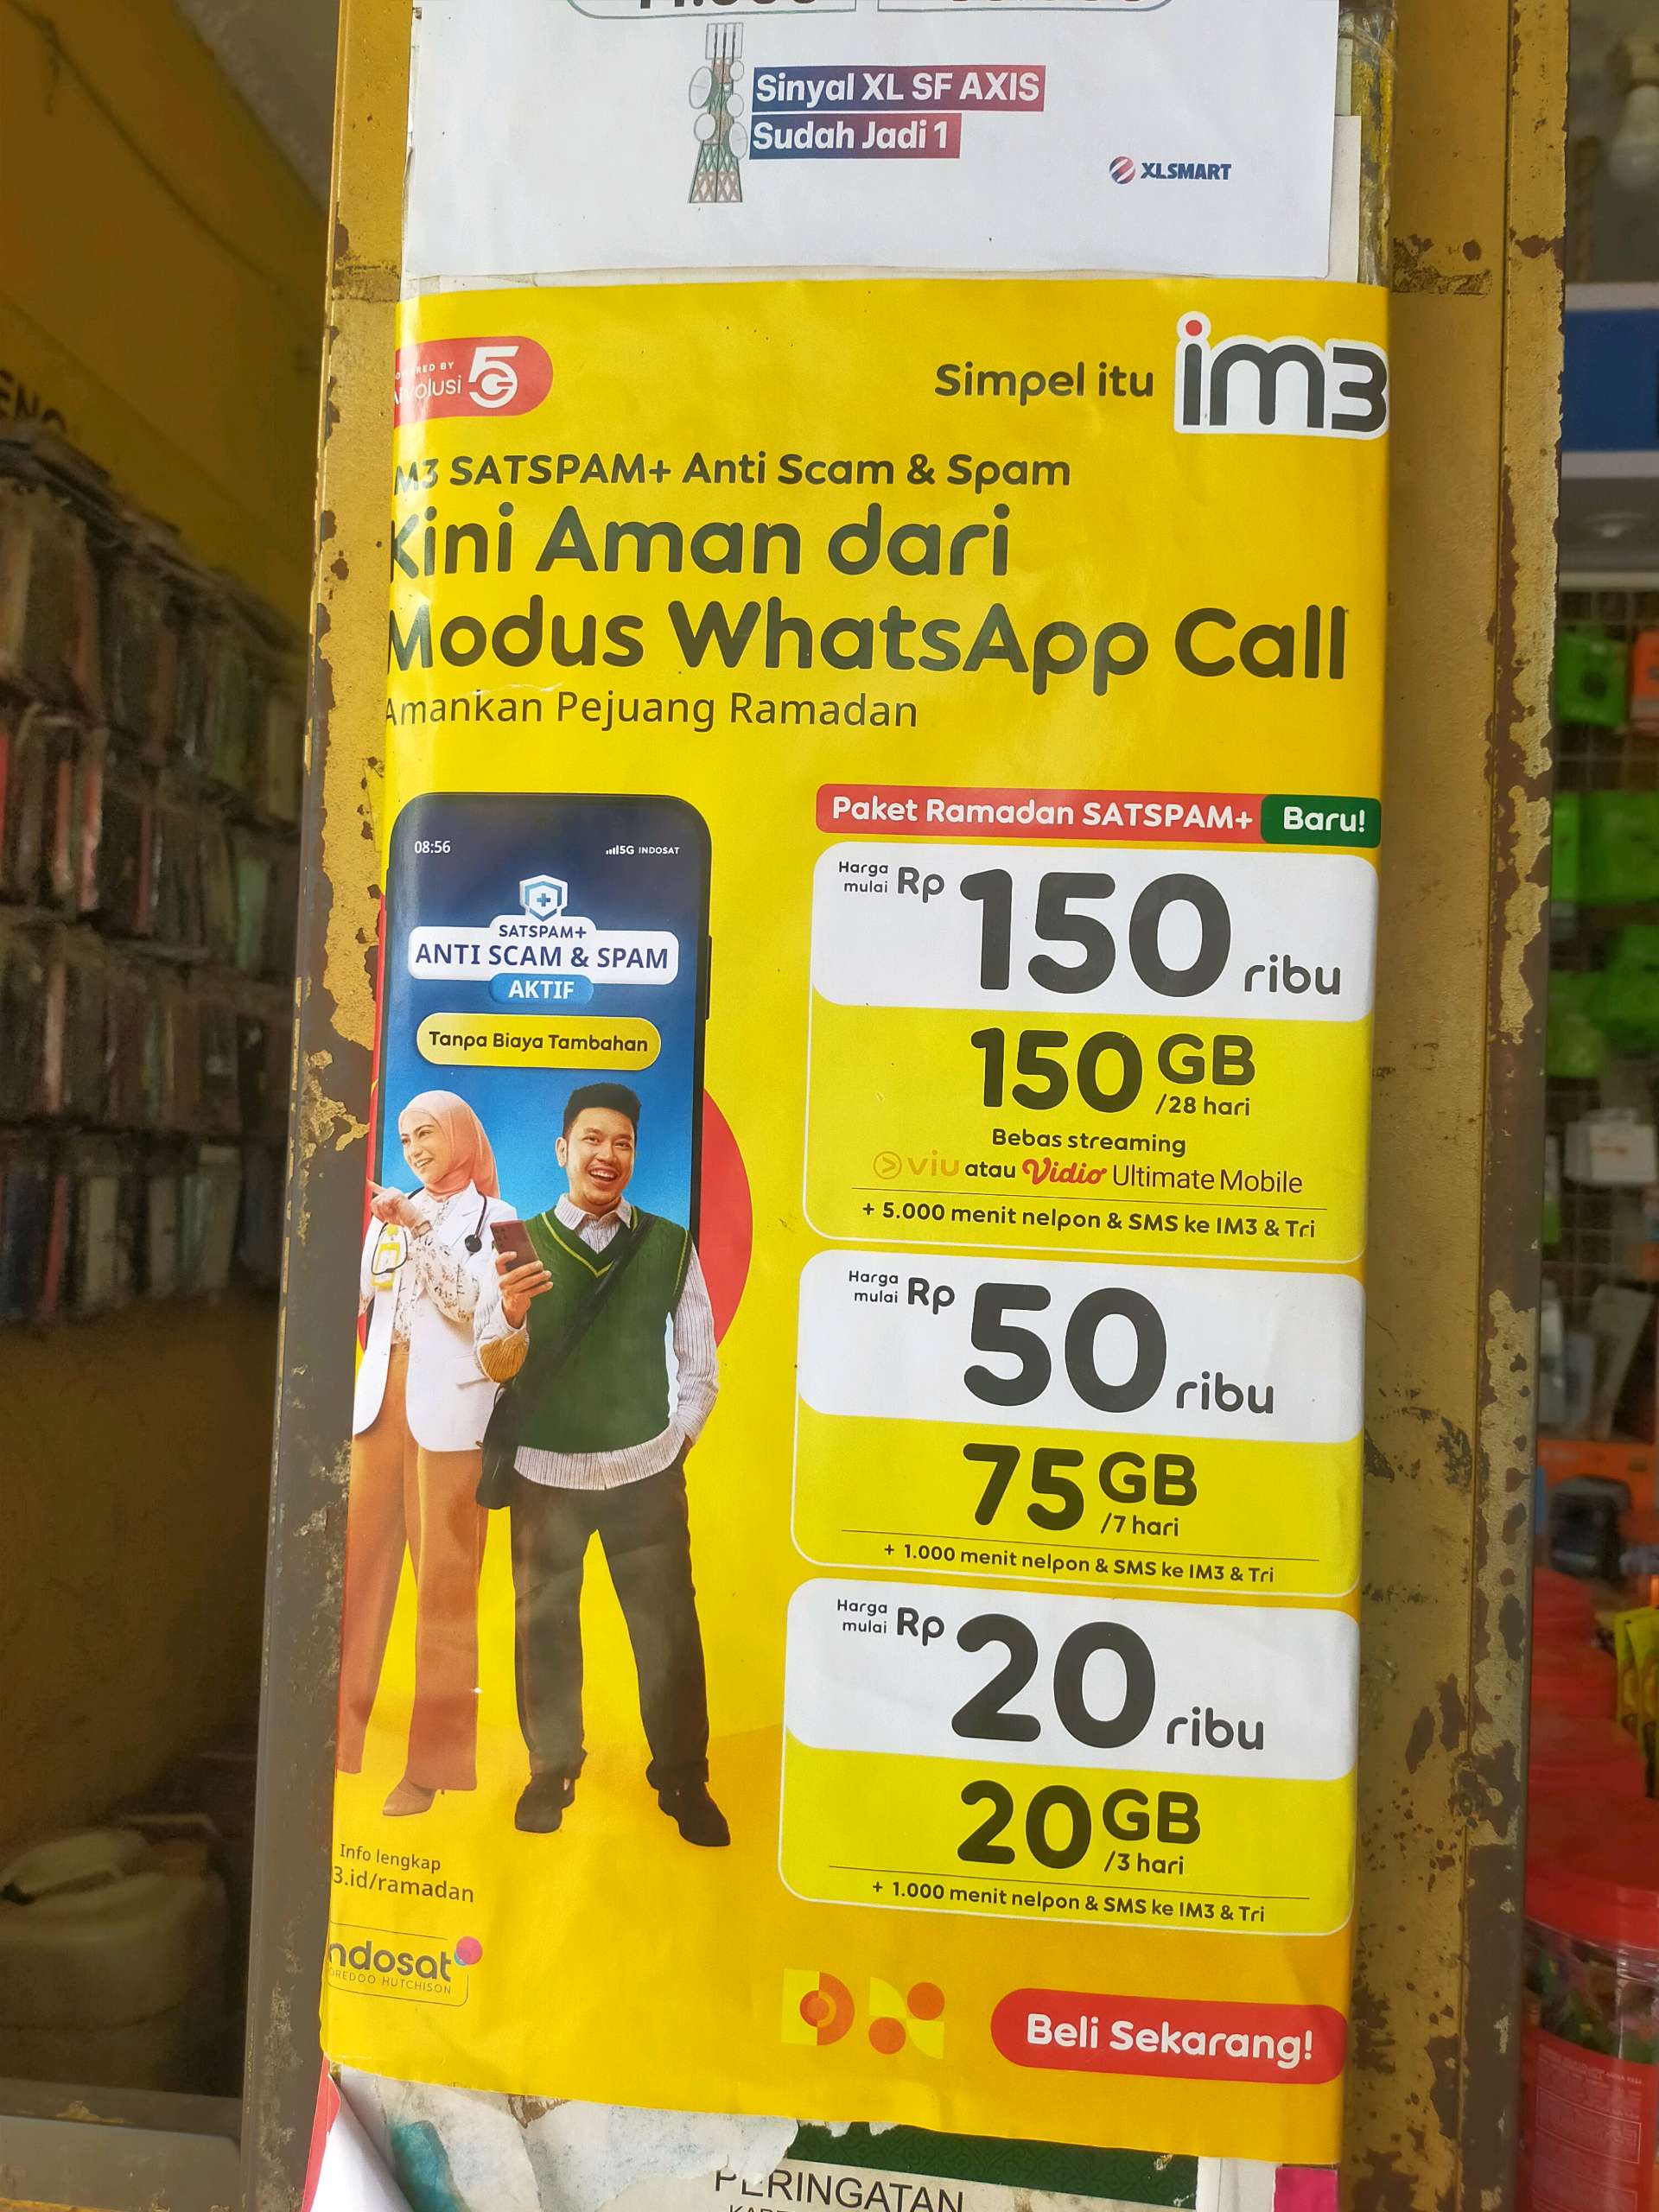 Sinyal XL SF AXIS
Sudah Jadi 1
XLSMART
5G
Simpel itu im3
M3 SATSPAM+ Anti Scam & Spam
Kini Aman dari
Modus WhatsApp Call
Amankan Pejuang Ramadan
08:56
5G INDOSAT
SATSPAM+
ANTI SCAM & SPAM
AKTIF
Tanpa Biaya Tambahan
Paket Ramadan SATSPAM+ Baru!
Harga mulai Rp 150 ribu
150 GB /28 hari
Bebas streaming
viu atau Vidio Ultimate Mobile
+ 5.000 menit nelpon & SMS ke IM3 & Tri
Harga mulai Rp 50 ribu
75 GB /7 hari
+ 1.000 menit nelpon & SMS ke IM3 & Tri
Harga mulai Rp 20 ribu
20 GB /3 hari
+ 1.000 menit nelpon & SMS ke IM3 & Tri
Info lengkap
3.id/ramadan
ndosat
OREDOO HUTCHISON
Beli Sekarang!
PERINGATAN